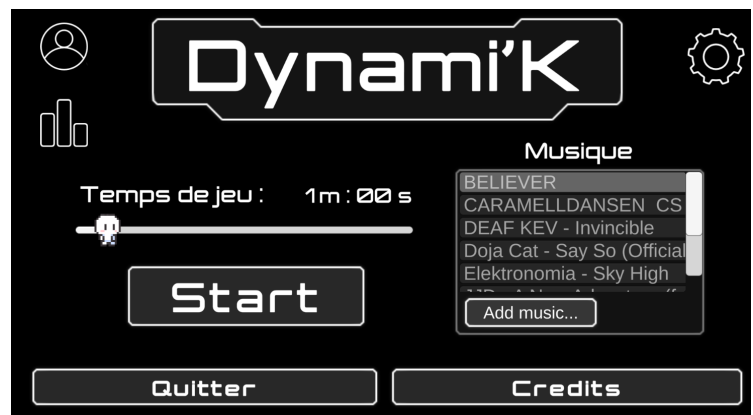 Dynami'K
Musique
Temps de jeu : 1m : 00 s
BELIEVER
CARAMELLDANSEN CS
DEAF KEV - Invincible
Doja Cat - Say So (Official
Elektronomia - Sky High
Add music...
Start
Quitter
Credits